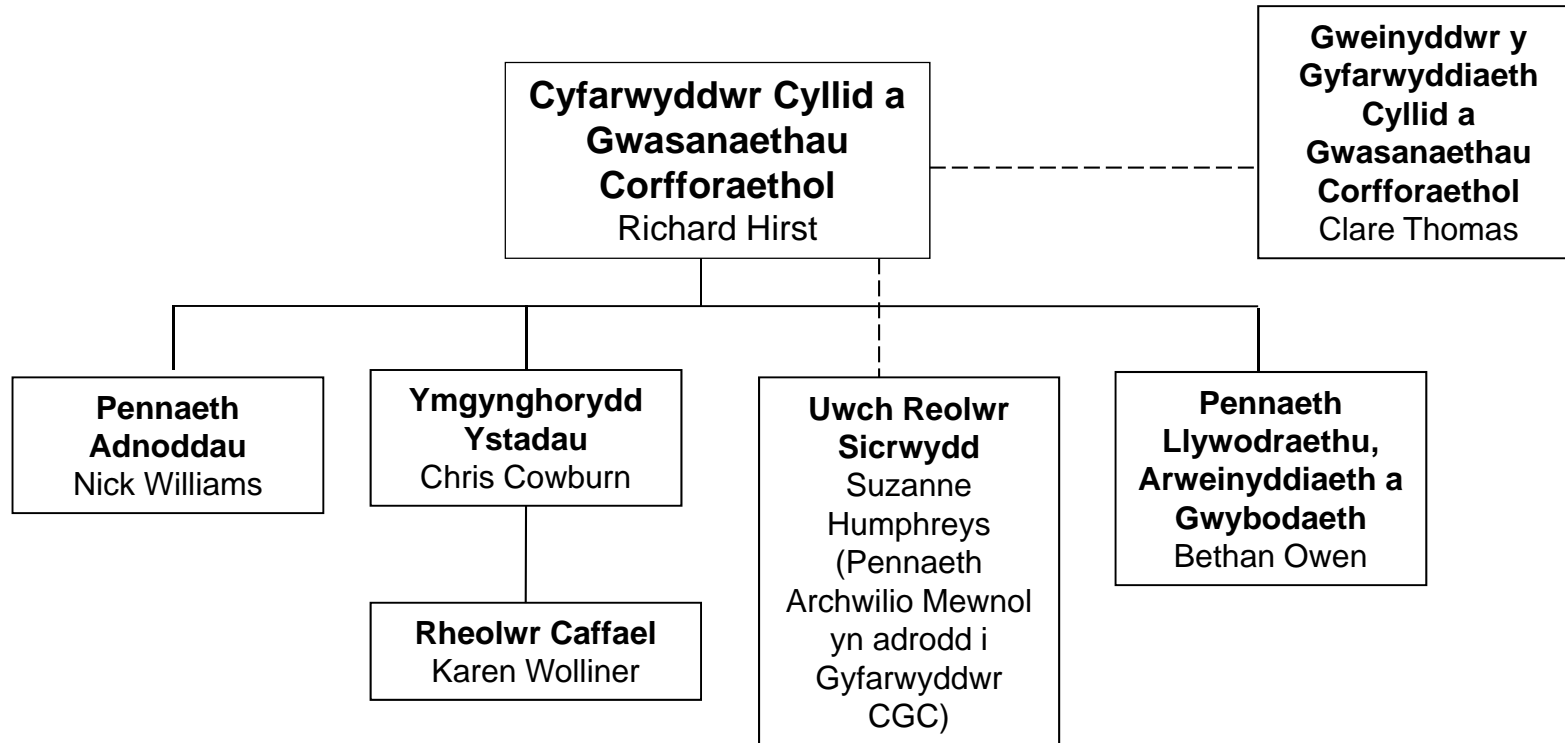 Cyfarwyddwr Cyllid a
Gwasanaethau
Corfforaethol
Richard Hirst
Gweinyddwr y
Gyfarwyddiaeth
Cyllid a
Gwasanaethau
Corfforaethol
Clare Thomas
Pennaeth
Adnoddau
Nick Williams
Ymgynghorydd
Ystadau
Chris Cowburn
Rheolwr Caffael
Karen Wolliner
Uwch Reolwr
Sicrwydd
Suzanne
Humphreys
(Pennaeth
Archwilio Mewnol
yn adrodd i
Gyfarwyddwr
CGC)
Pennaeth
Llywodraethu,
Arweinyddiaeth a
Gwybodaeth
Bethan Owen